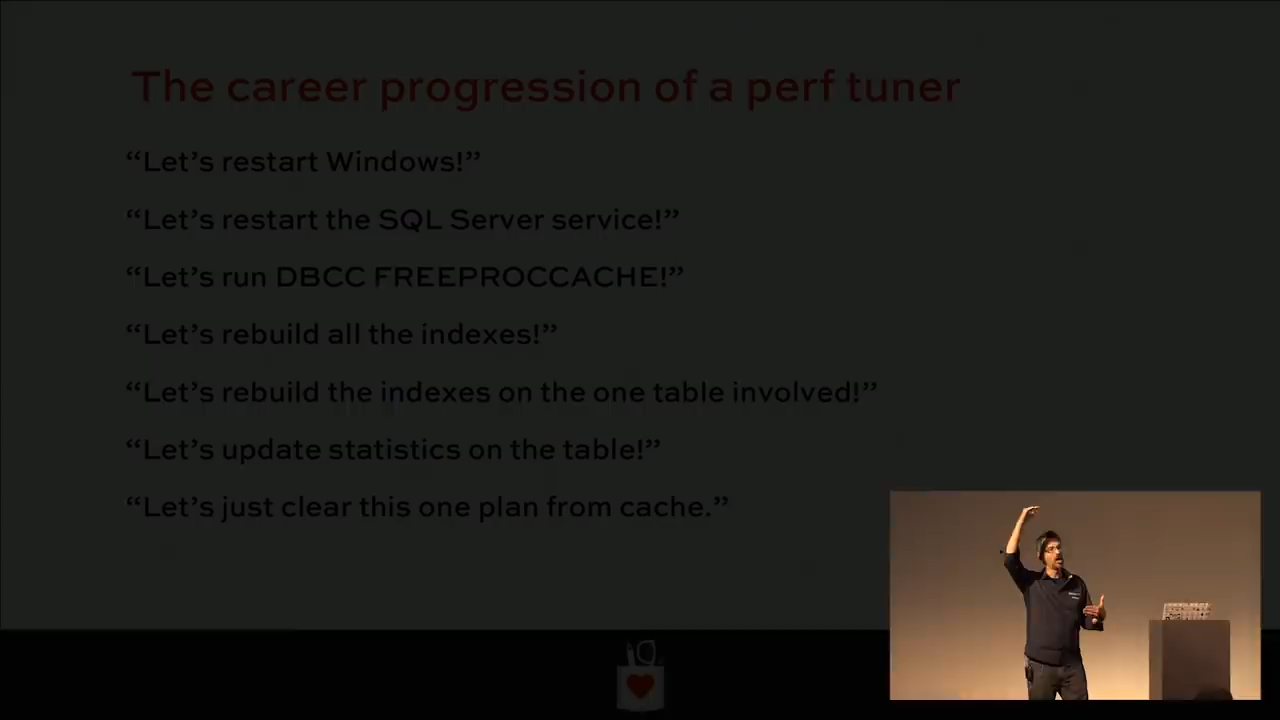 The career progression of a perf tuner
“Let’s restart Windows!”
“Let’s restart the SQL Server service!”
“Let’s run DBCC FREEPROCCACHE!”
“Let’s rebuild all the indexes!”
“Let’s rebuild the indexes on the one table involved!”
“Let’s update statistics on the table!”
“Let’s just clear this one plan from cache.”